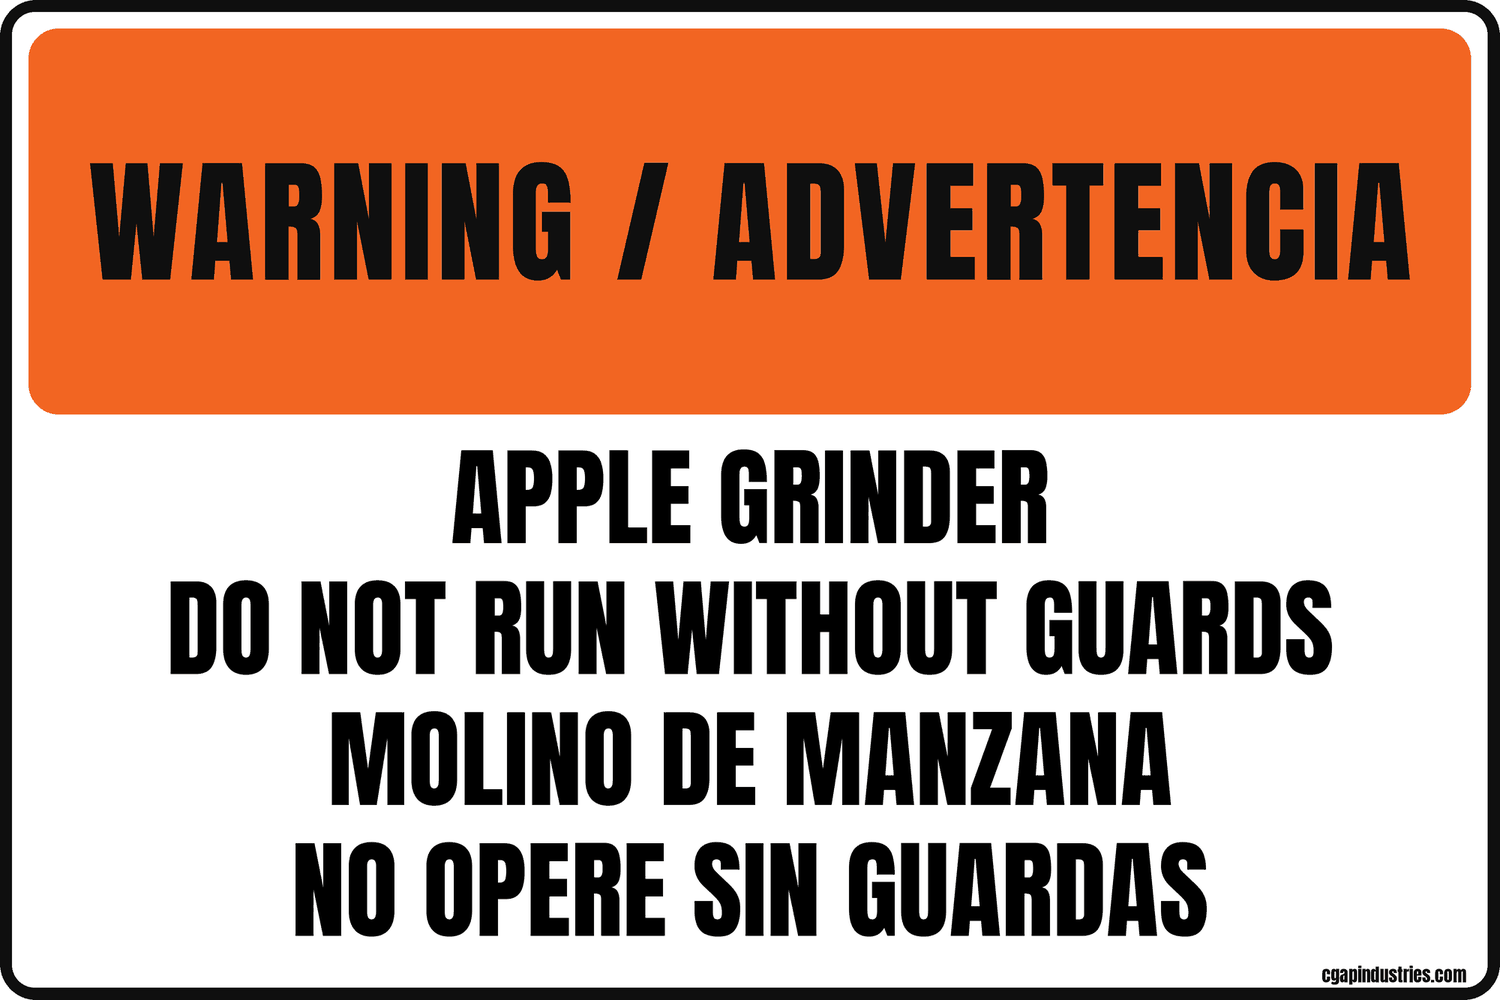 WARNING / ADVERTENCIA
APPLE GRINDER
DO NOT RUN WITHOUT GUARDS
MOLINO DE MANZANA
NO OPERE SIN GUARDAS
cgapindustries.com